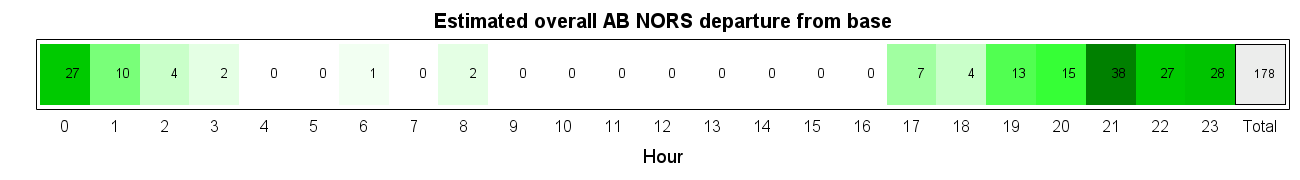 Estimated overall AB NORS departure from base
27 10 4 2 0 0 1 0 2 0 0 0 0 0 0 0 0 7 4 13 15 38 27 28 178
0 1 2 3 4 5 6 7 8 9 10 11 12 13 14 15 16 17 18 19 20 21 22 23 Total
Hour